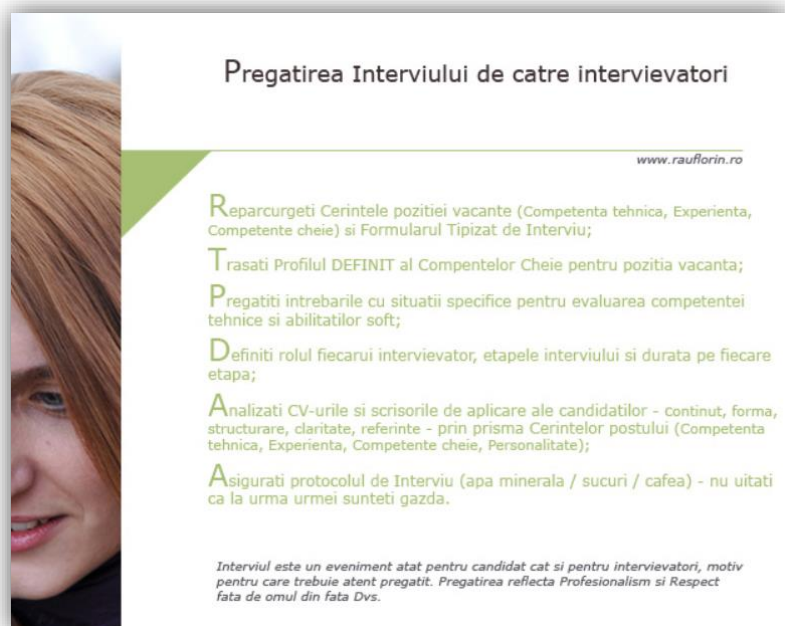 Pregatirea Interviului de catre intervievatori
www.rauflorin.ro
Reparcurgeti Cerintele pozitiei vacante (Competenta tehnica, Experienta,
Competente cheie) si Formularul Tipizat de Interviu;
Trasati Profilul DEFINIT al Compentelor Cheie pentru pozitia vacanta;
Pregatiti intrebarile cu situatii specifice pentru evaluarea competentei
tehnice si abilitatilor soft;
Definiti rolul fiecarui intervievator, etapele interviului si durata pe fiecare
etapa;
Analizati CV-urile si scrisorile de aplicare ale candidatilor - continut, forma,
structurare, claritate, referinte - prin prisma Cerintelor postului (Competenta
tehnica, Experienta, Competente cheie, Personalitate);
Asigurati protocolul de Interviu (apa minerala / sucuri / cafea) - nu uitati
ca la urma urmei sunteti gazda.
Interviul este un eveniment atat pentru candidat cat si pentru intervievatori, motiv
pentru care trebuie atent pregatit. Pregatirea reflecta Profesionalism si Respect
fata de omul din fata Dvs.